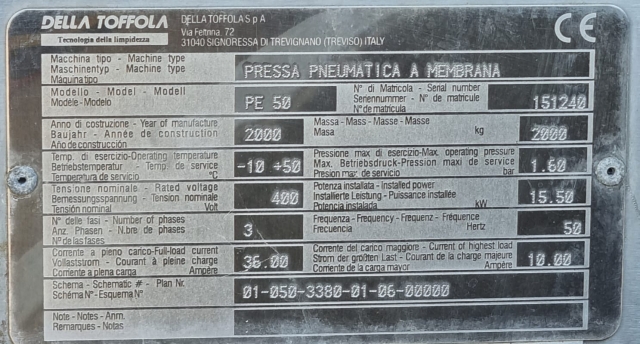 DELLA TOFFOLA
Tecnologia della limpidezza
DELLA TOFFOLA S.p.A
Via Feltrina, 72
31040 SIGNORESSA DI TREVIGNANO (TREVISO) ITALY
CE
Macchina tipo - Machine type
Maschinentyp - Machine type
Máquina tipo
PRESSA PNEUMATICA A MEMBRANA
Modello - Model - Modell
Modèle - Modelo
PE 50
N° di Matricola - Serial number
Seriennummer - N° de matricule
N° de matrícula
151240
Anno di costruzione - Year of manufacture
Baujahr - Année de construction
Año de construcción
2000
Massa - Mass - Masse - Masse
Masa kg
2000
Temp. di esercizio-Operating temperature
Betriebstemperatur - Temp. de service
Temperatura de servicio °C
-10 +50
Pressione max di esercizio-Max. operating pressure
Max. Betriebsdruck-Pression maxi de service
Presion max. de servicio bar
1.60
Tensione nominale - Rated voltage
Bemessungsspannung - Tension nominale
Tensión nominal Volt
400
Potenza installata - Installed power
Installierte Leistung - Puissance installée
Potencia instalada kW
15.50
N° delle fasi - Number of phases
Anz. Phasen - N.bre de phases
N° de las fases
3
Frequenza - Frequency - Frequenz - Fréquence
Frecuencia Hertz
50
Corrente a pieno carico-Full-load current
Vollaststrom - Courant à pleine charge
Corriente a plena carga Ampère
36.00
Corrente del carico maggiore - Current of highest load
Strom der größten Last - Courant de la charge majeure
Corriente de la carga mayor Ampère
10.00
Schema - Schematic # - Plan Nr.
Schéma N° - Esquema N°
01-050-3380-01-06-00000
Note - Notes - Anm.
Remarques - Notas